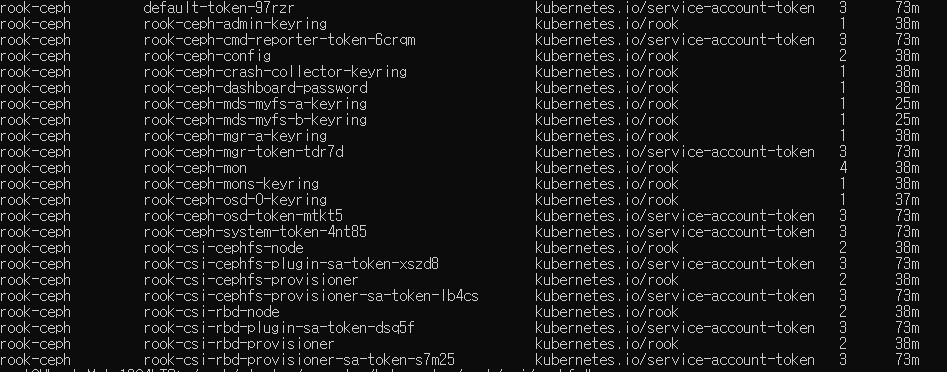 rook-ceph default-token-97rzr kubernetes.io/service-account-token 3 73m
rook-ceph rook-ceph-admin-keyring kubernetes.io/rook 1 38m
rook-ceph rook-ceph-cmd-reporter-token-6crqm kubernetes.io/service-account-token 3 73m
rook-ceph rook-ceph-config kubernetes.io/rook 2 38m
rook-ceph rook-ceph-crash-collector-keyring kubernetes.io/rook 1 38m
rook-ceph rook-ceph-dashboard-password kubernetes.io/rook 1 38m
rook-ceph rook-ceph-mds-myfs-a-keyring kubernetes.io/rook 1 25m
rook-ceph rook-ceph-mds-myfs-b-keyring kubernetes.io/rook 1 25m
rook-ceph rook-ceph-mgr-a-keyring kubernetes.io/rook 1 38m
rook-ceph rook-ceph-mgr-token-tdr7d kubernetes.io/service-account-token 3 73m
rook-ceph rook-ceph-mon kubernetes.io/rook 4 38m
rook-ceph rook-ceph-mons-keyring kubernetes.io/rook 1 38m
rook-ceph rook-ceph-osd-0-keyring kubernetes.io/rook 1 37m
rook-ceph rook-ceph-osd-token-mtkt5 kubernetes.io/service-account-token 3 73m
rook-ceph rook-ceph-system-token-4nt85 kubernetes.io/service-account-token 3 73m
rook-ceph rook-csi-cephfs-node kubernetes.io/rook 2 38m
rook-ceph rook-csi-cephfs-plugin-sa-token-xszd8 kubernetes.io/service-account-token 3 73m
rook-ceph rook-csi-cephfs-provisioner kubernetes.io/rook 2 38m
rook-ceph rook-csi-cephfs-provisioner-sa-token-lb4cs kubernetes.io/service-account-token 3 73m
rook-ceph rook-csi-rbd-node kubernetes.io/rook 2 38m
rook-ceph rook-csi-rbd-plugin-sa-token-dsq5f kubernetes.io/service-account-token 3 73m
rook-ceph rook-csi-rbd-provisioner kubernetes.io/rook 2 38m
rook-ceph rook-csi-rbd-provisioner-sa-token-s7m25 kubernetes.io/service-account-token 3 73m